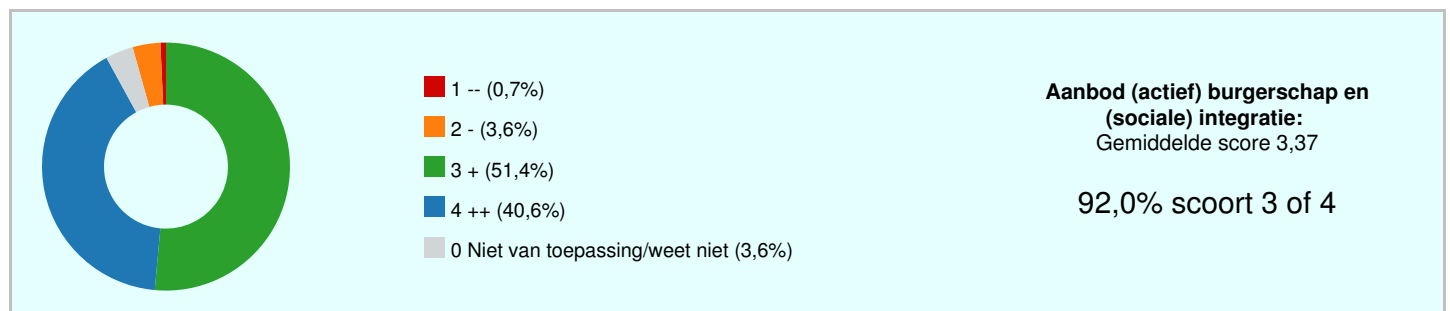 1 -- (0,7%)
2 - (3,6%)
3 + (51,4%)
4 ++ (40,6%)
0 Niet van toepassing/weet niet (3,6%)
Aanbod (actief) burgerschap en
(sociale) integratie:
Gemiddelde score 3,37
92,0% scoort 3 of 4